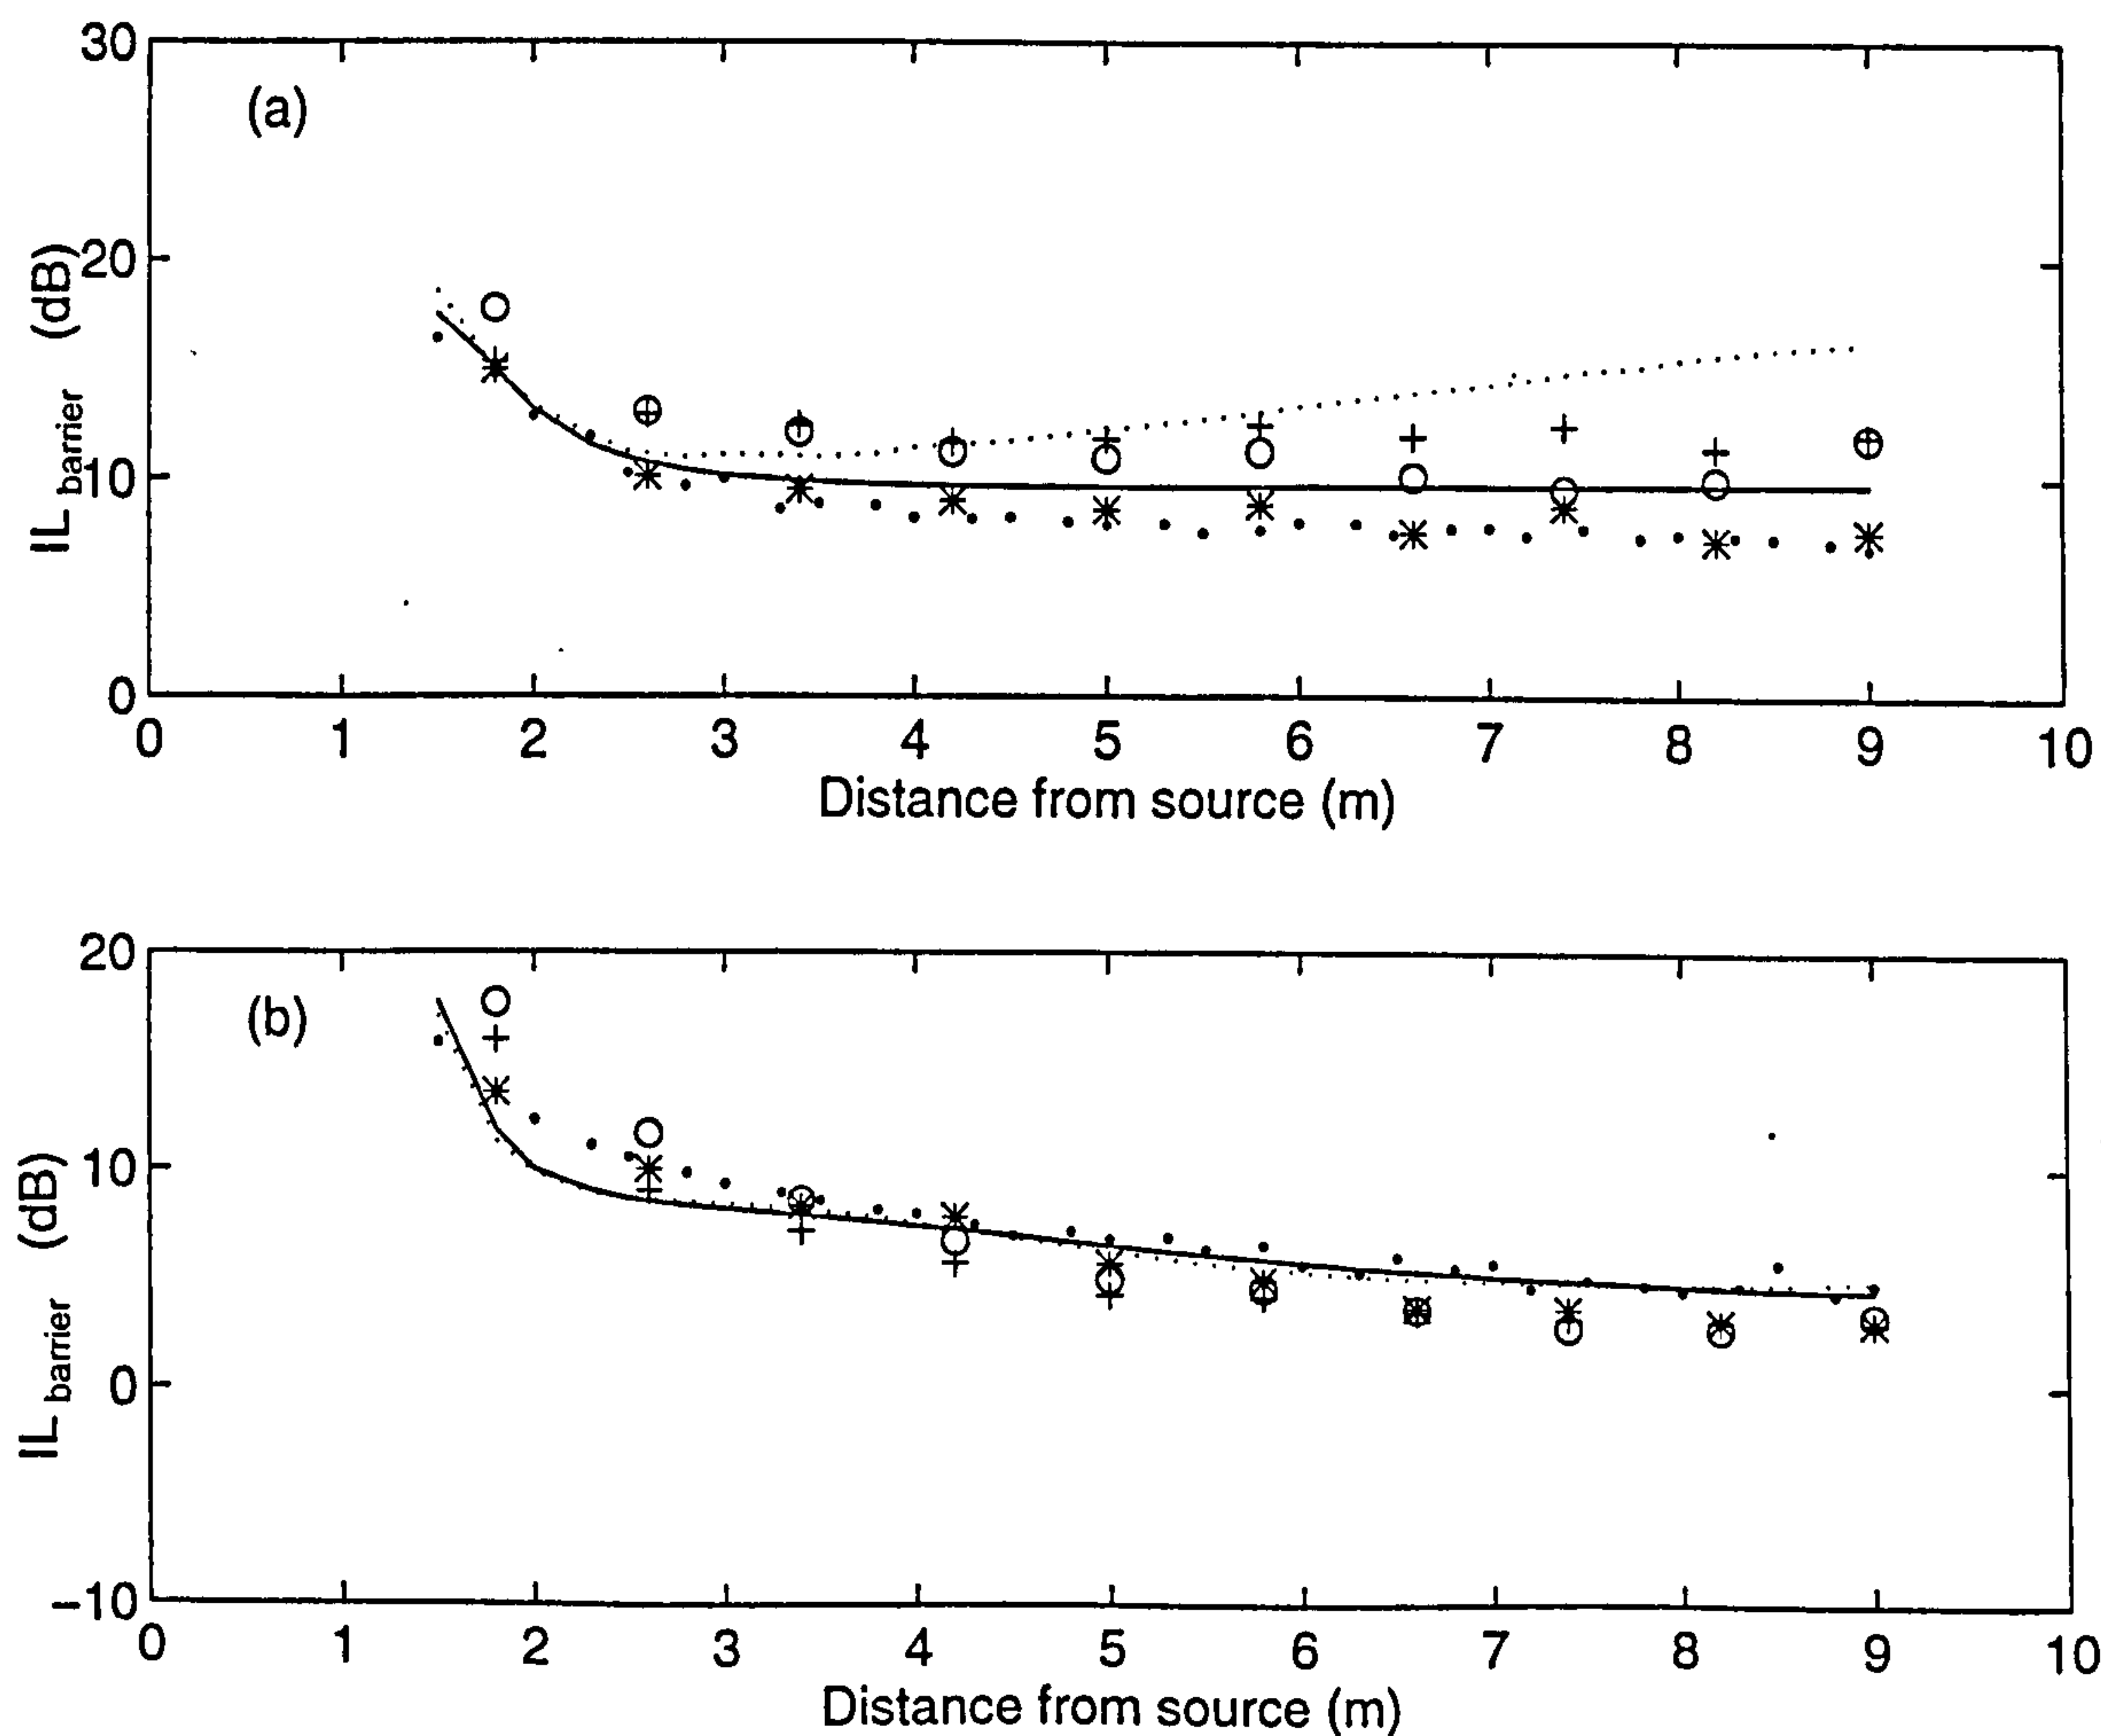 (a)
30
20
10
0
IL barrier (dB)
0 1 2 3 4 5 6 7 8 9 10
Distance from source (m)
(b)
20
10
0
-10
IL barrier (dB)
0 1 2 3 4 5 6 7 8 9 10
Distance from source (m)